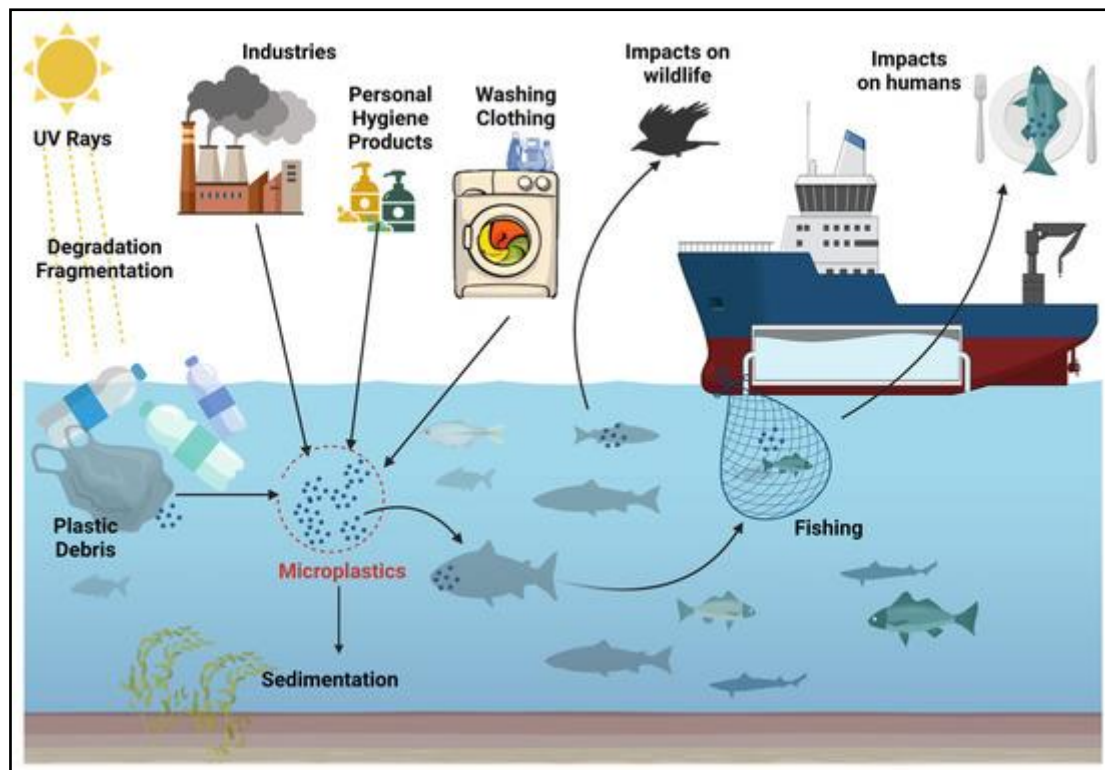 Industries
Impacts on
wildlife
Impacts
on humans
Personal
Hygiene
Products
Washing
Clothing
UV Rays
Degradation
Fragmentation
Plastic
Debris
Microplastics
Fishing
Sedimentation